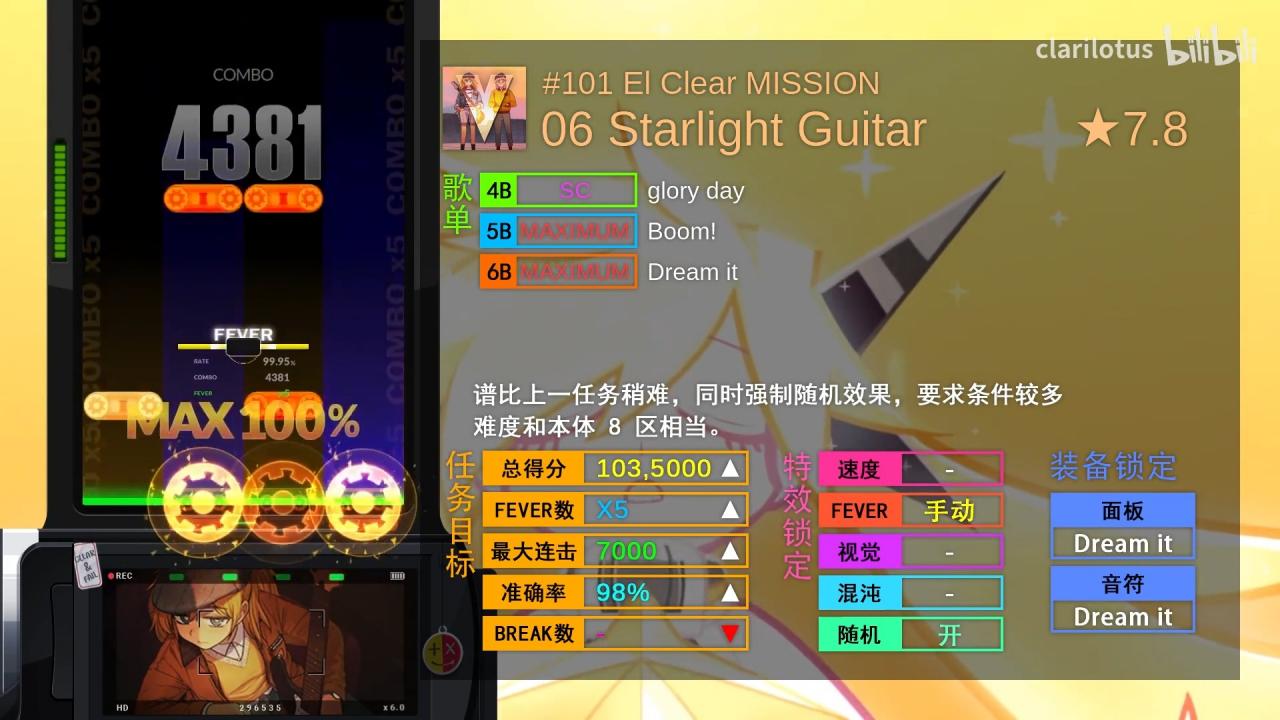 clarilotus bilibili
COMBO
4381
FEVER
RATE 99.95%
COMBO 4381
FEVER x5
MAX 100%
CLEAR & FAIL
REC
HD 296535 x6.0
#101 El Clear MISSION
06 Starlight Guitar
★7.8
歌单
4B SC glory day
5B MAXIMUM Boom!
6B MAXIMUM Dream it
谱比上一任务稍难，同时强制随机效果，要求条件较多
难度和本体 8 区相当。
任务目标
总得分 103,5000 ▲
FEVER数 X5 ▲
最大连击 7000 ▲
准确率 98% ▲
BREAK数 - ▼
特效锁定
速度 -
FEVER 手动
视觉 -
混沌 -
随机 开
装备锁定
面板
Dream it
音符
Dream it